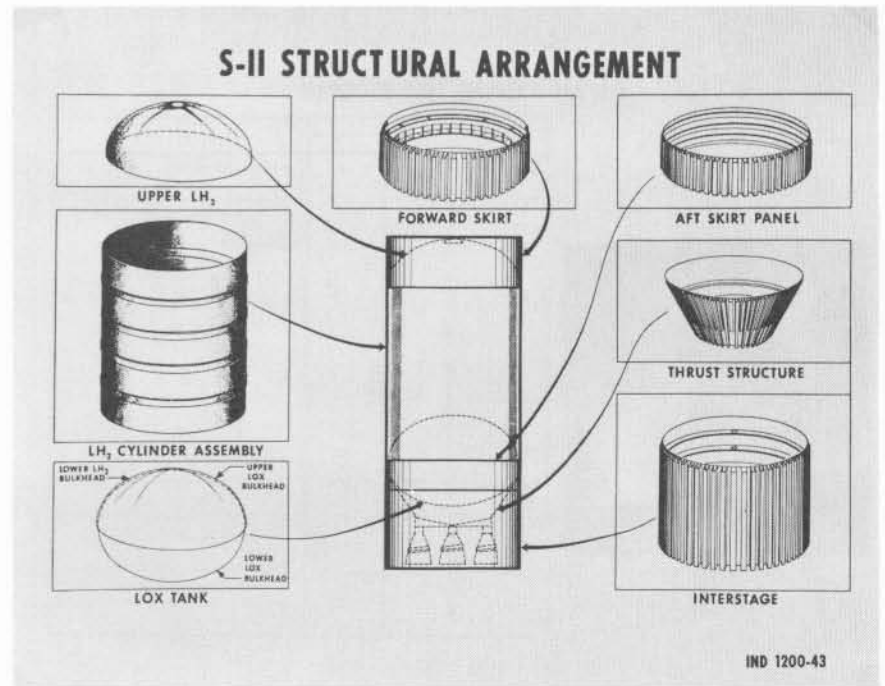 S-II STRUCTURAL ARRANGEMENT
UPPER LH₂
FORWARD SKIRT
AFT SKIRT PANEL
LH₂ CYLINDER ASSEMBLY
THRUST STRUCTURE
LOWER LH₂
BULKHEAD
UPPER
LOX
BULKHEAD
LOWER
LOX
BULKHEAD
LOX TANK
INTERSTAGE
IND 1200-43